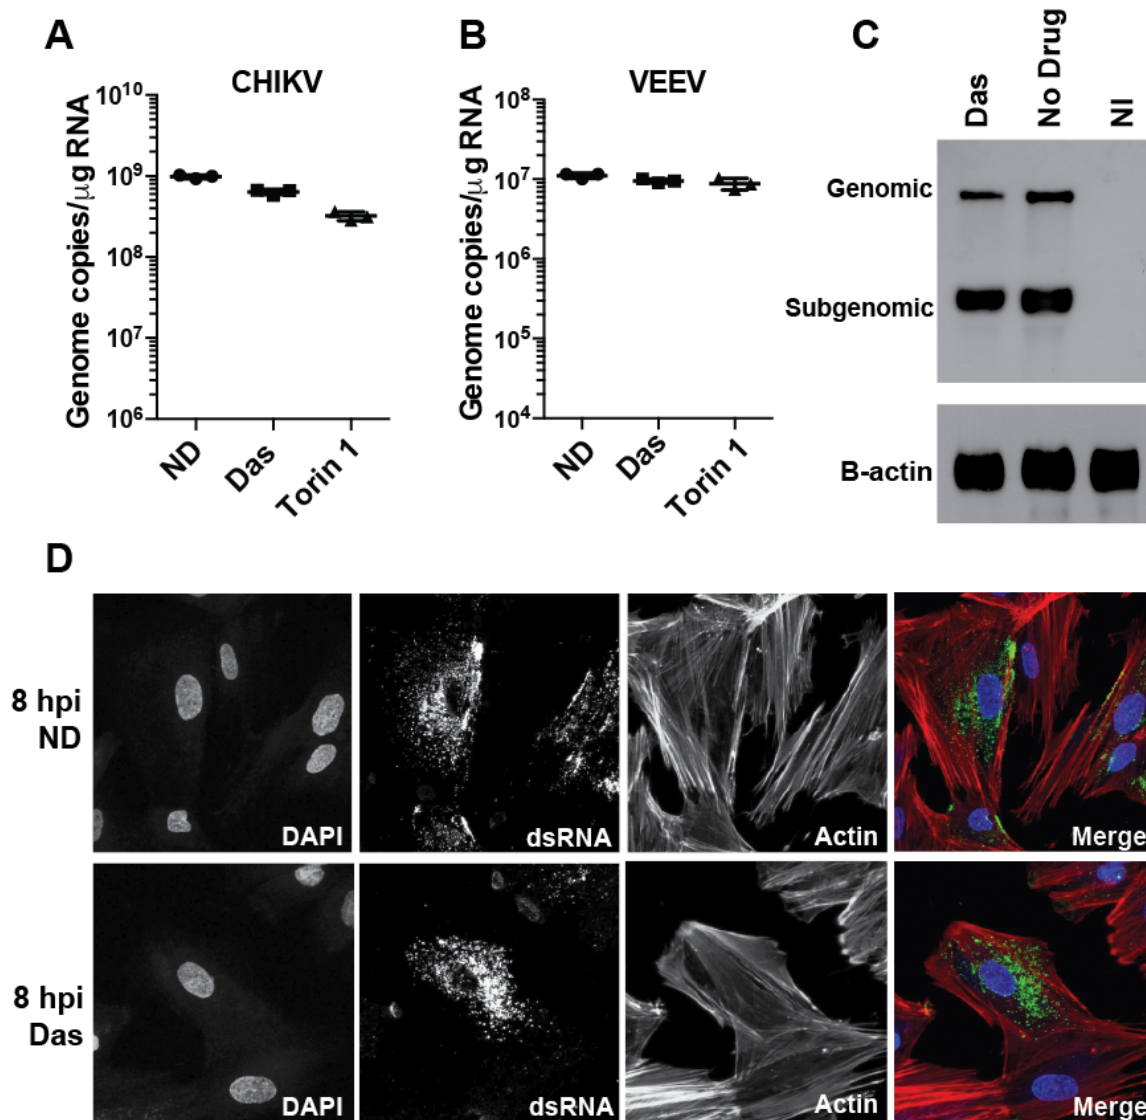 A
CHIKV
Genome copies/μg RNA
10^10
10^9
10^8
10^7
10^6
ND
Das
Torin 1
B
VEEV
Genome copies/μg RNA
10^8
10^7
10^6
10^5
10^4
ND
Das
Torin 1
C
Das
No Drug
NI
Genomic
Subgenomic
B-actin
D
8 hpi
ND
DAPI
dsRNA
Actin
Merge
8 hpi
Das
DAPI
dsRNA
Actin
Merge